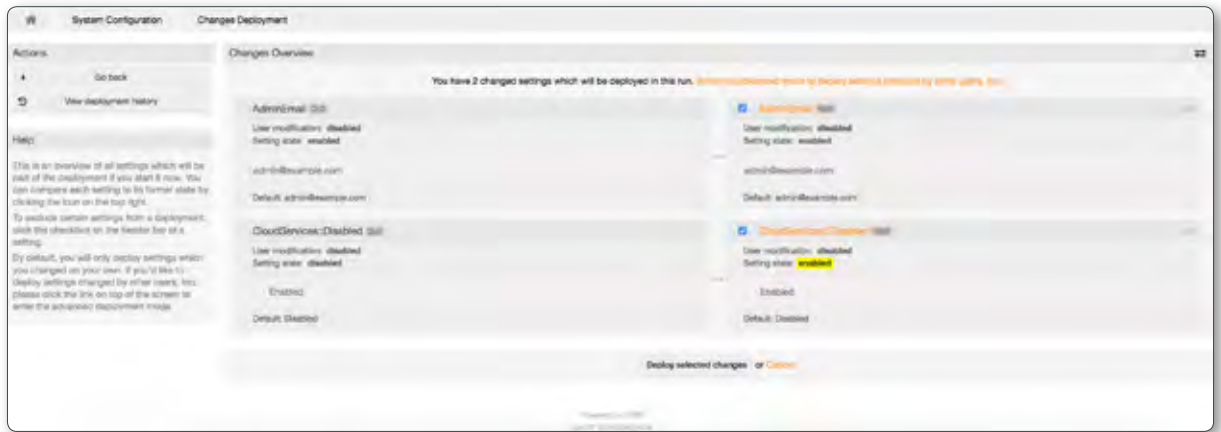 System Configuration Changes Deployment
Actions
Go back
View deployment history
Help
This is an overview of all settings which will be
part of the deployment if you start it now. You
can compare each setting to its former state by
clicking the icon on the top right.
To exclude certain settings from a deployment,
click the checkbox on the header bar of a
setting.
By default, you will only deploy settings which
you changed on your own. If you'd like to
deploy settings changed by other users, too,
please click the link on top of the screen to
enter the advanced deployment mode.
Changes Overview
You have 2 changed settings which will be deployed in this run.
AdminEmail
User modification: disabled
Setting state: enabled
admin@example.com
Default: admin@example.com
AdminEmail
User modification: disabled
Setting state: enabled
admin@example.com
Default: admin@example.com
CloudServices::Disabled
User modification: disabled
Setting state: disabled
Enabled
Default: Disabled
CloudServices::Disabled
User modification: disabled
Setting state: enabled
Enabled
Default: Disabled
Deploy selected changes or Cancel